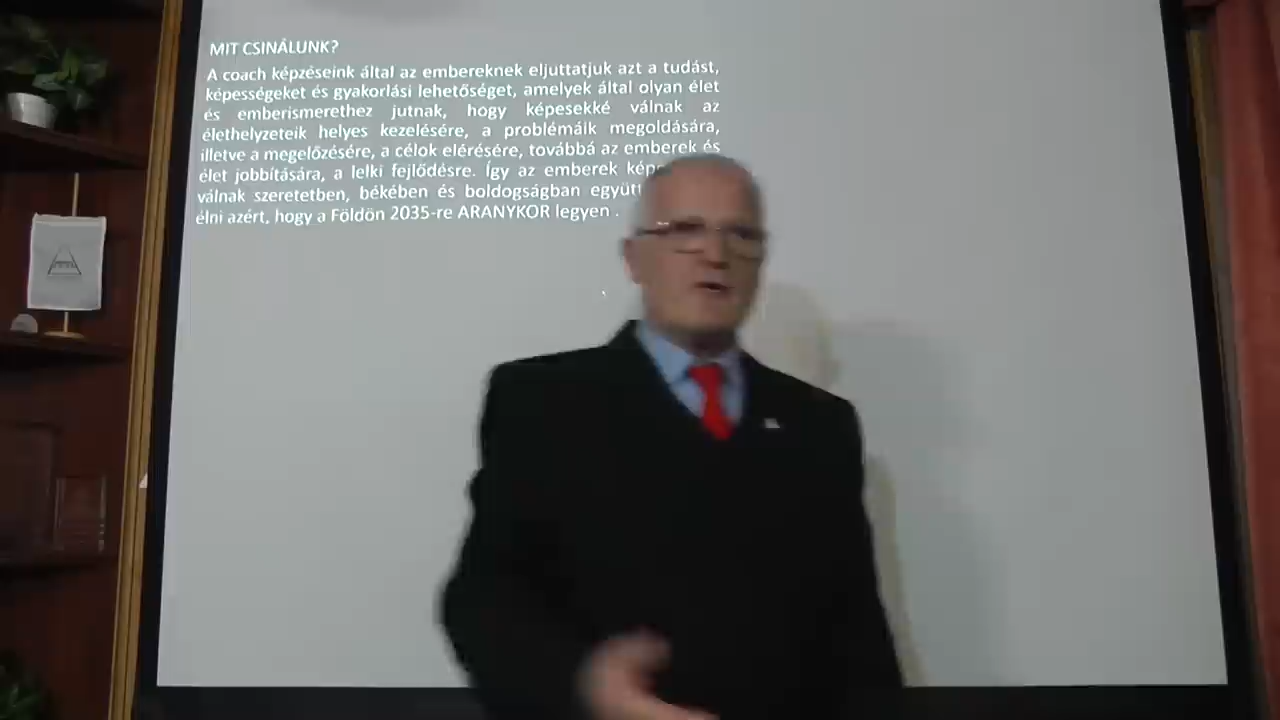 MIT CSINÁLUNK?
A coach képzéseink által az embereknek eljuttatjuk azt a tudást,
képességeket és gyakorlási lehetőséget, amelyek által olyan élet
és emberismerethez jutnak, hogy képesekké válnak az
élethelyzeteik helyes kezelésére, a problémáik megoldására,
illetve a megelőzésére, a célok elérésére, továbbá az emberek és
élet jobbítására, a lelki fejlődésre. Így az emberek
válnak szeretetben, békében és boldogságban
élni azért, hogy a Földön 2035-re ARANYKOR legyen .